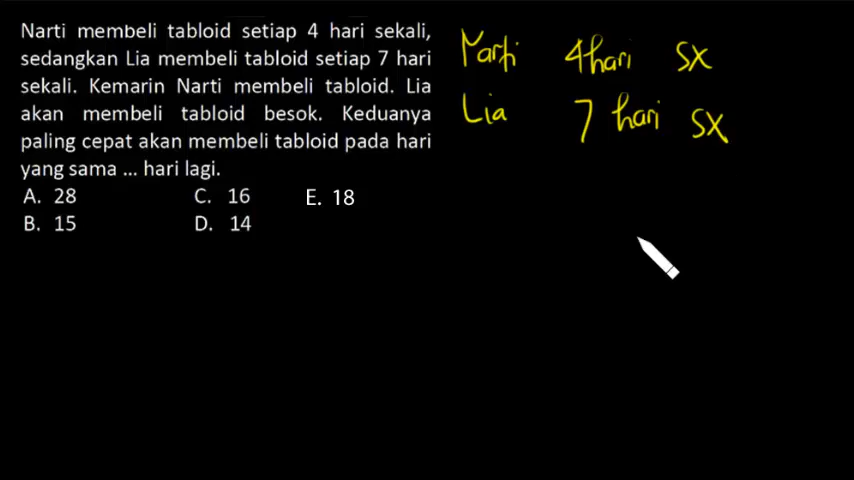 Narti membeli tabloid setiap 4 hari sekali,
sedangkan Lia membeli tabloid setiap 7 hari
sekali. Kemarin Narti membeli tabloid. Lia
akan membeli tabloid besok. Keduanya
paling cepat akan membeli tabloid pada hari
yang sama ... hari lagi.
A. 28 C. 16 E. 18
B. 15 D. 14
Narti 4 hari sx
Lia 7 hari sx